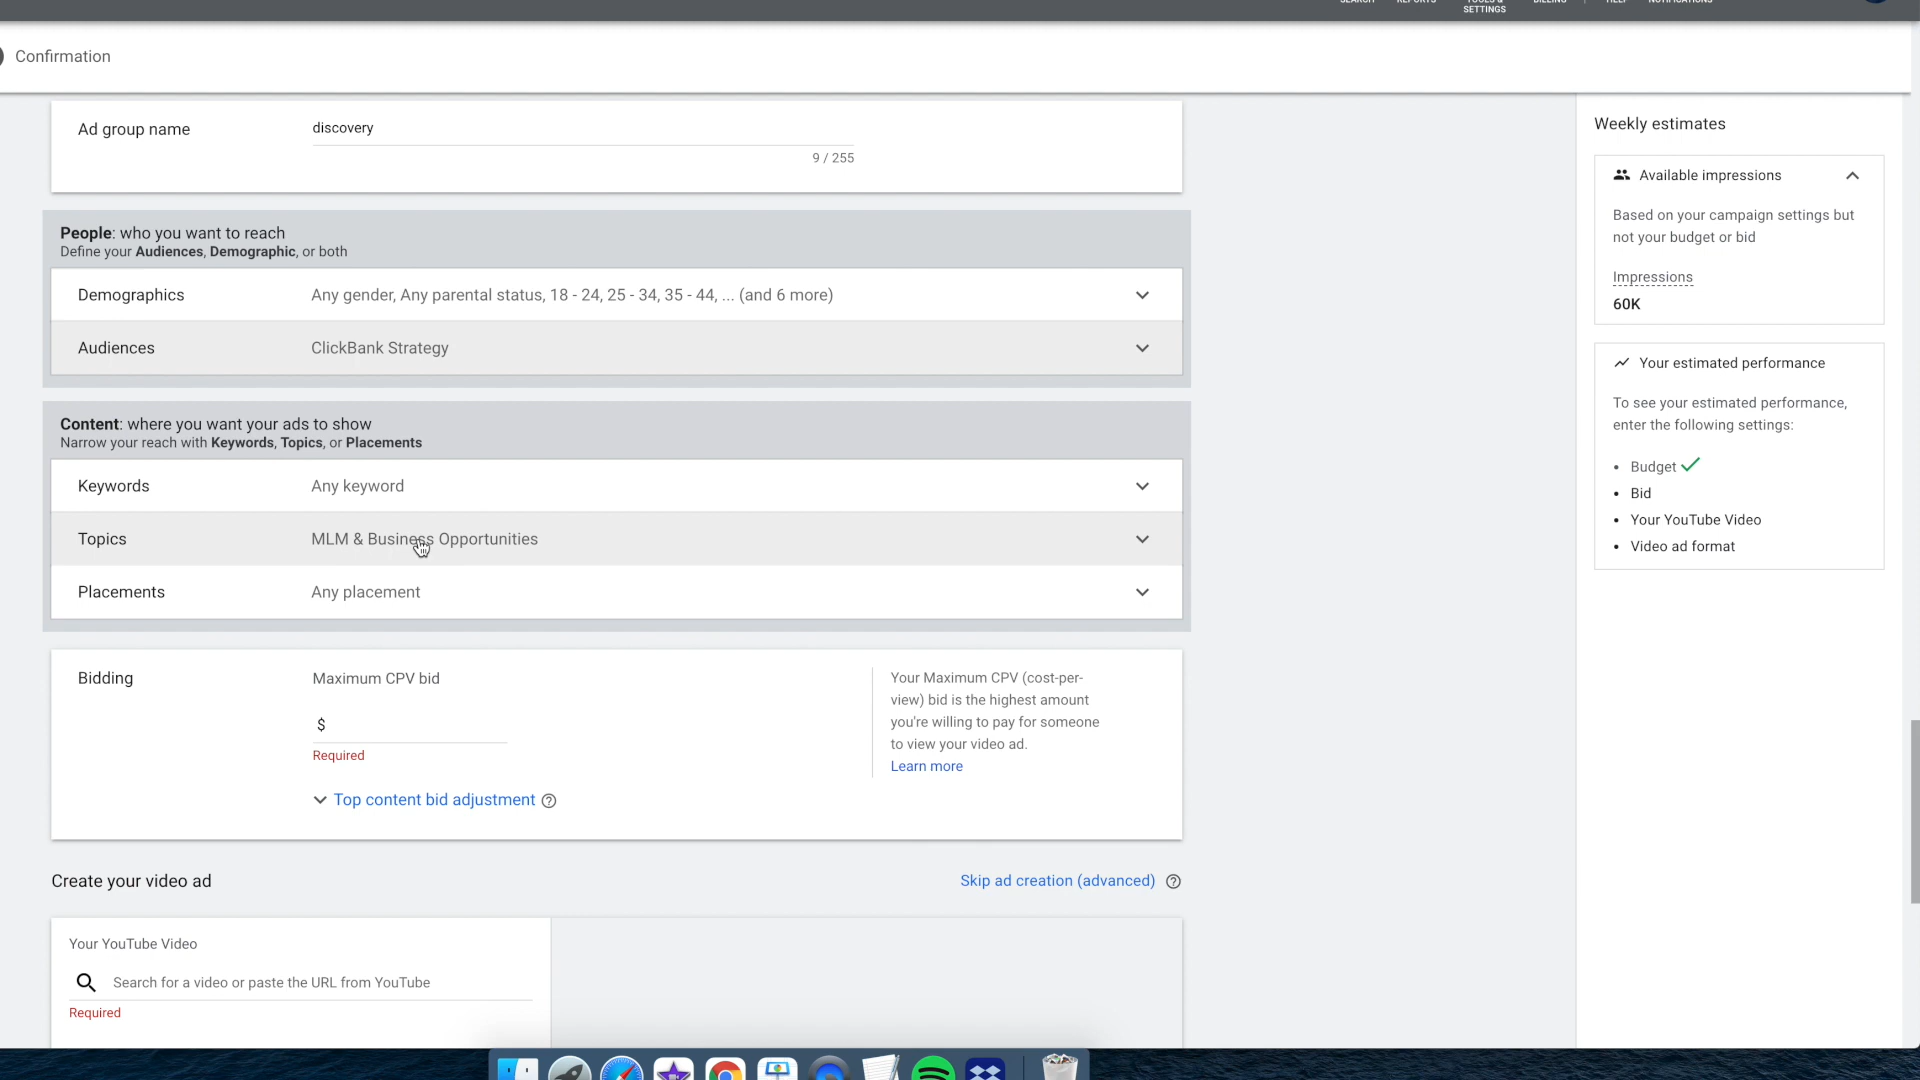 SEARCH REPORTS TOOLS & SETTINGS BILLING HELP NOTIFICATIONS
Confirmation
Ad group name
discovery
9 / 255
People: who you want to reach
Define your Audiences, Demographic, or both
Demographics
Any gender, Any parental status, 18 - 24, 25 - 34, 35 - 44, ... (and 6 more)
Audiences
ClickBank Strategy
Content: where you want your ads to show
Narrow your reach with Keywords, Topics, or Placements
Keywords
Any keyword
Topics
MLM & Business Opportunities
Placements
Any placement
Bidding
Maximum CPV bid
$
Required
Top content bid adjustment
Your Maximum CPV (cost-per-
view) bid is the highest amount
you're willing to pay for someone
to view your video ad.
Learn more
Create your video ad
Skip ad creation (advanced)
Your YouTube Video
Search for a video or paste the URL from YouTube
Required
Weekly estimates
Available impressions
Based on your campaign settings but
not your budget or bid
Impressions
60K
Your estimated performance
To see your estimated performance,
enter the following settings:
• Budget
• Bid
• Your YouTube Video
• Video ad format